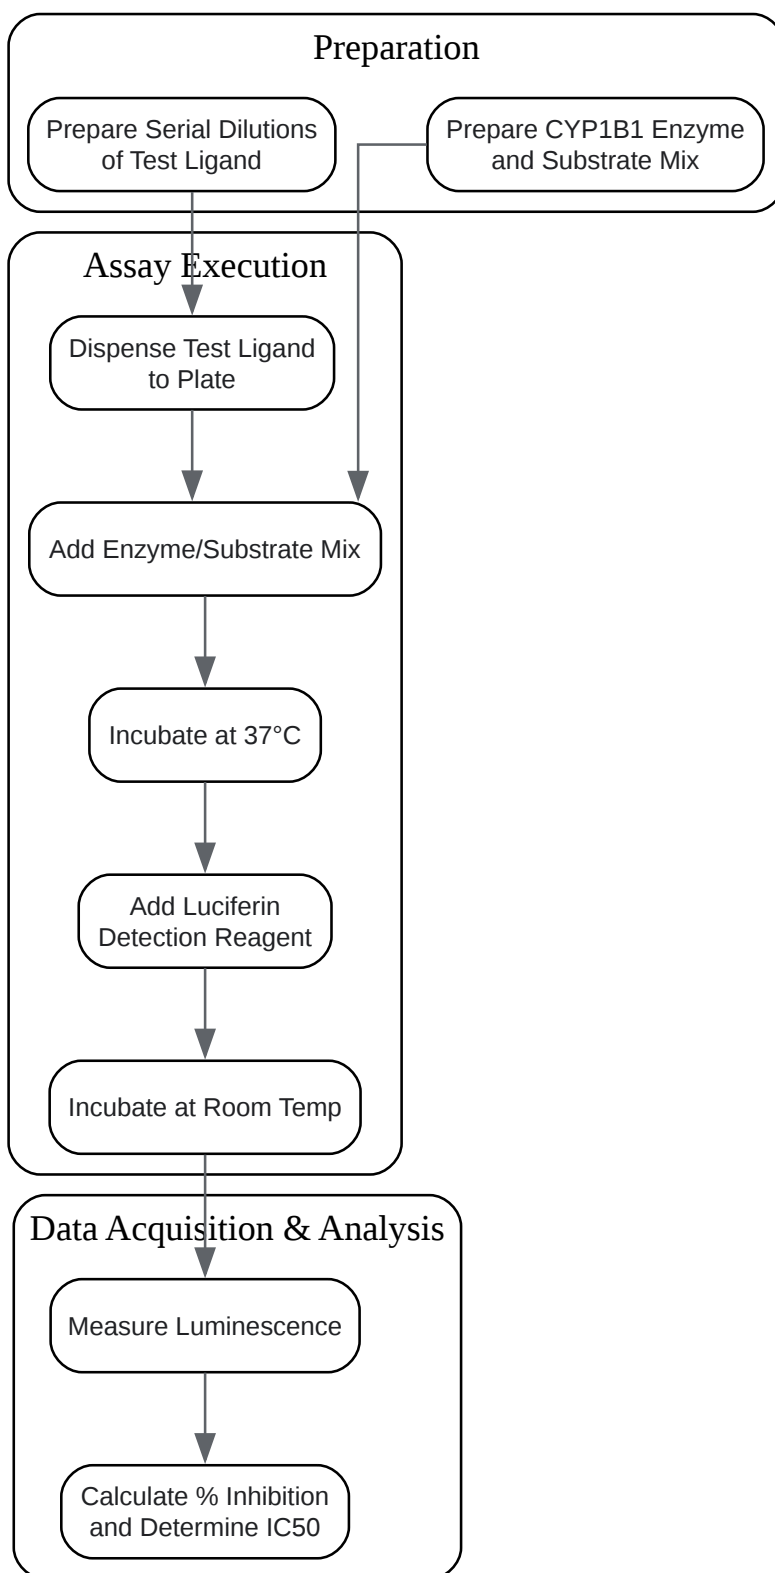 Preparation
Prepare Serial Dilutions
of Test Ligand
Prepare CYP1B1 Enzyme
and Substrate Mix
Assay Execution
Dispense Test Ligand
to Plate
Add Enzyme/Substrate Mix
Incubate at 37°C
Add Luciferin
Detection Reagent
Incubate at Room Temp
Data Acquisition & Analysis
Measure Luminescence
Calculate % Inhibition
and Determine IC50